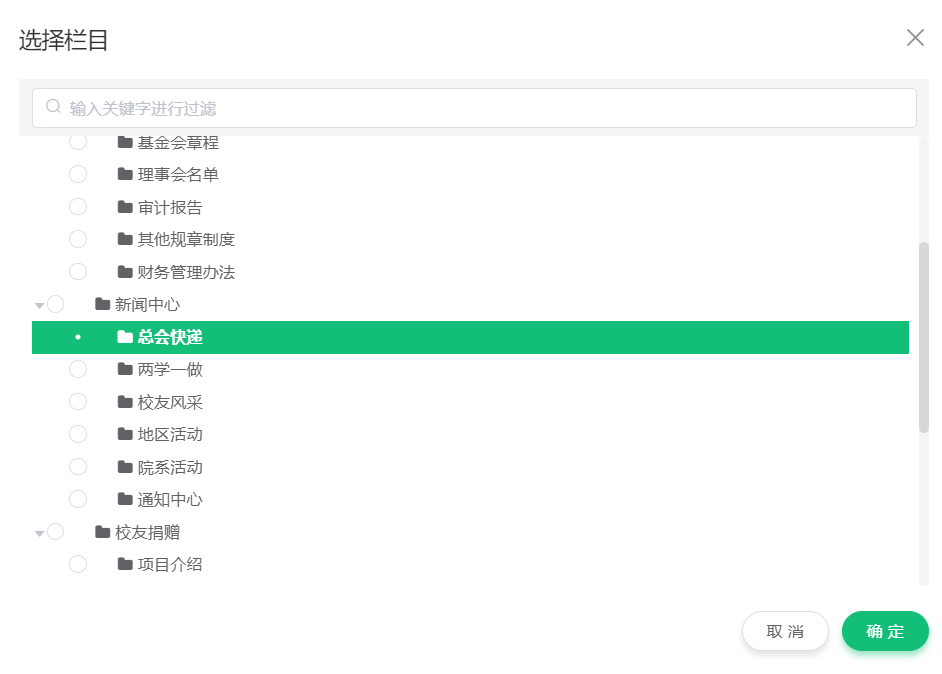 选择栏目
输入关键字进行过滤
基金会章程
理事会名单
审计报告
其他规章制度
财务管理办法
新闻中心
总会快递
两学一做
校友风采
地区活动
院系活动
通知中心
校友捐赠
项目介绍
取 消
确 定